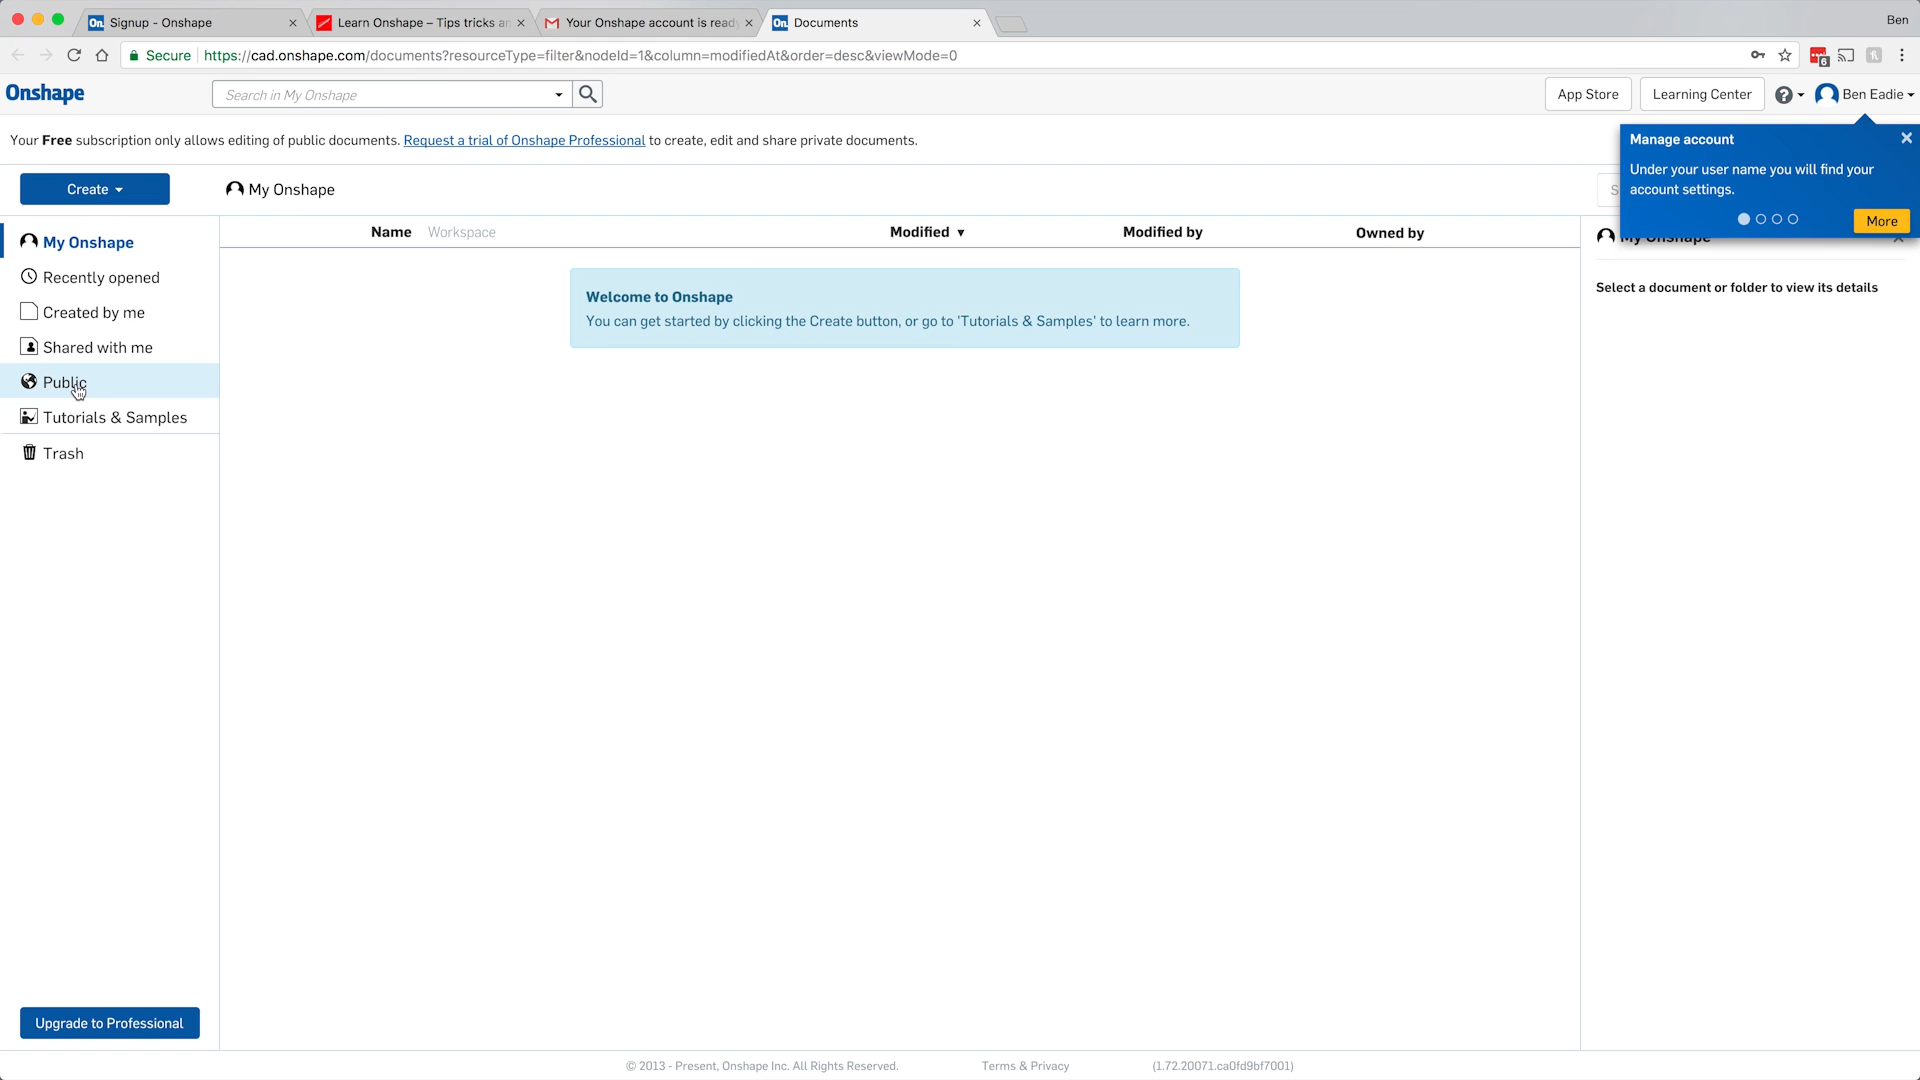 Signup - Onshape
Learn Onshape – Tips tricks an
Your Onshape account is read
Documents
Ben
Secure
https://cad.onshape.com/documents?resourceType=filter&nodeId=1&column=modifiedAt&order=desc&viewMode=0
6
Onshape
Search in My Onshape
App Store
Learning Center
Ben Eadie
Your Free subscription only allows editing of public documents. Request a trial of Onshape Professional to create, edit and share private documents.
Manage account
Under your user name you will find your
account settings.
More
Create
My Onshape
S
My Onshape
Recently opened
Created by me
Shared with me
Public
Tutorials & Samples
Trash
Name
Workspace
Modified
Modified by
Owned by
My Onshape
Welcome to Onshape
You can get started by clicking the Create button, or go to 'Tutorials & Samples' to learn more.
Select a document or folder to view its details
Upgrade to Professional
© 2013 - Present, Onshape Inc. All Rights Reserved.
Terms & Privacy
(1.72.20071.ca0fd9bf7001)